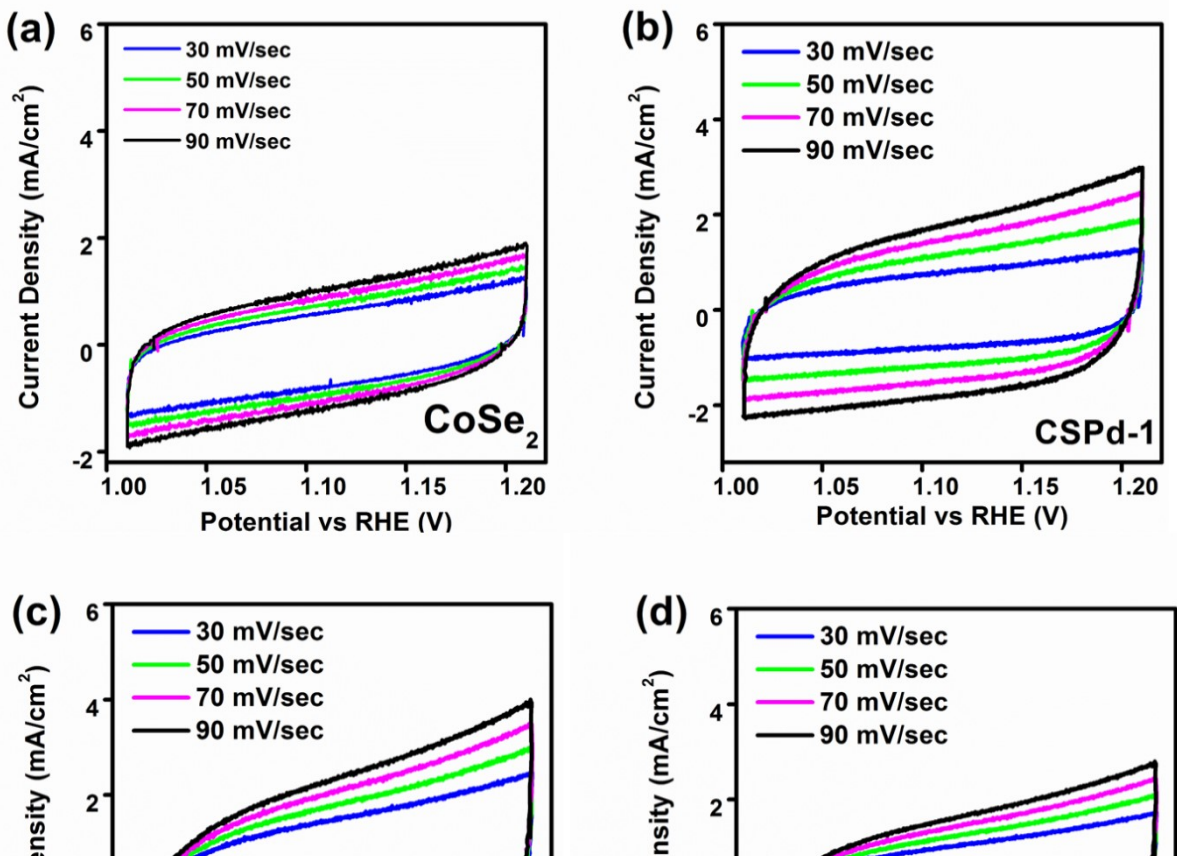 (a)
6
4
2
0
-2
30 mV/sec
50 mV/sec
70 mV/sec
90 mV/sec
Current Density (mA/cm²)
CoSe₂
1.00 1.05 1.10 1.15 1.20
Potential vs RHE (V)
(b)
6
4
2
0
-2
30 mV/sec
50 mV/sec
70 mV/sec
90 mV/sec
Current Density (mA/cm²)
CSPd-1
1.00 1.05 1.10 1.15 1.20
Potential vs RHE (V)
(c)
6
4
2
30 mV/sec
50 mV/sec
70 mV/sec
90 mV/sec
(mA/cm²)
(d)
6
4
2
30 mV/sec
50 mV/sec
70 mV/sec
90 mV/sec
(mA/cm²)